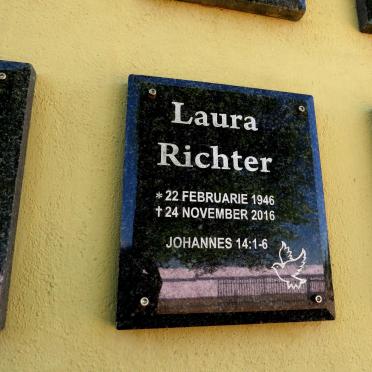 Laura
Richter
* 22 FEBRUARIE 1946
† 24 NOVEMBER 2016
JOHANNES 14:1-6